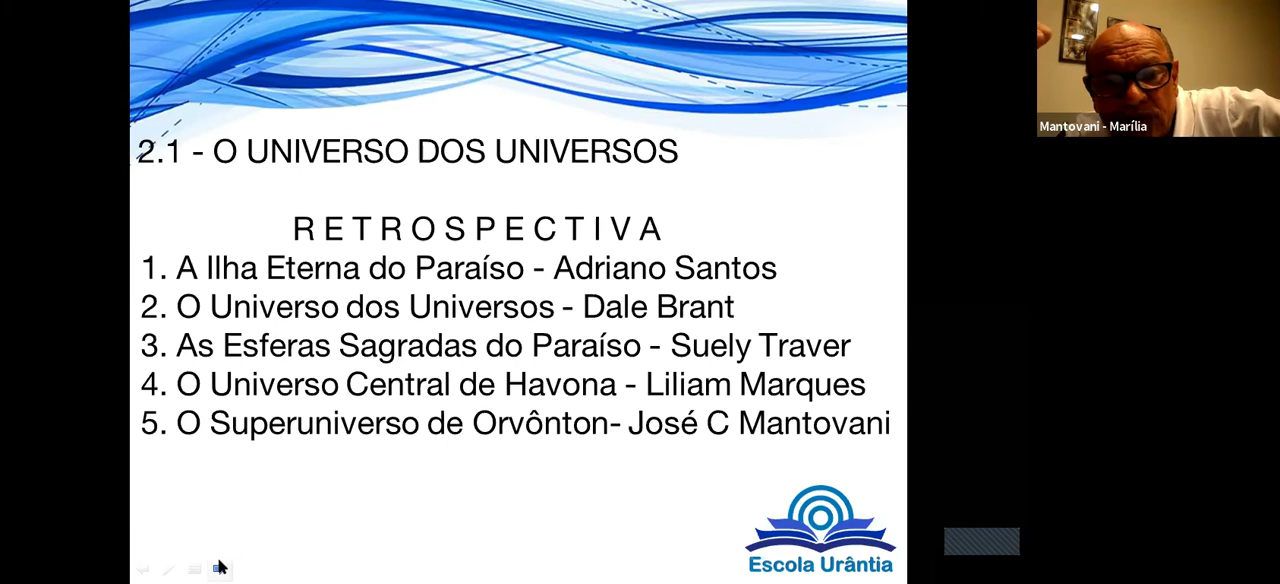 2.1 - O UNIVERSO DOS UNIVERSOS
R E T R O S P E C T I V A
1. A Ilha Eterna do Paraíso - Adriano Santos
2. O Universo dos Universos - Dale Brant
3. As Esferas Sagradas do Paraíso - Suely Traver
4. O Universo Central de Havona - Liliam Marques
5. O Superuniverso de Orvônton- José C Mantovani
Escola Urântia
Mantovani - Marília